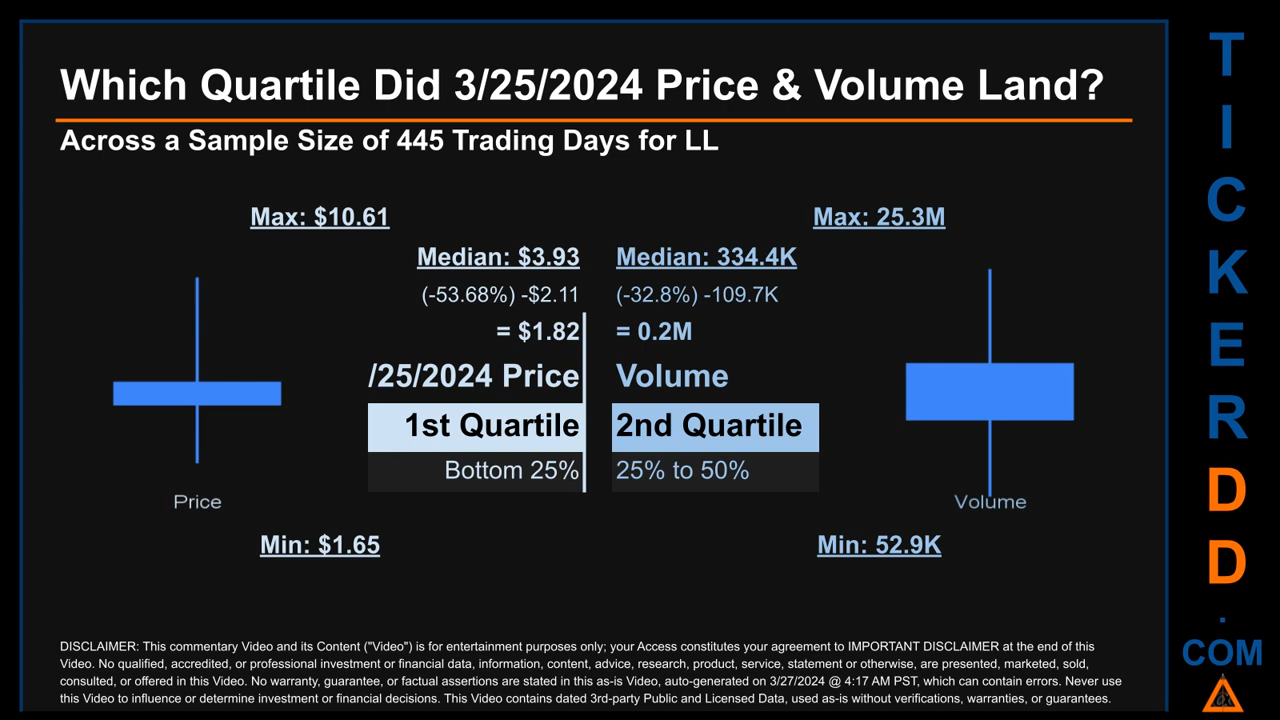 Which Quartile Did 3/25/2024 Price & Volume Land?
Across a Sample Size of 445 Trading Days for LL
Max: $10.61
Max: 25.3M
Median: $3.93
Median: 334.4K
(-53.68%) -$2.11
(-32.8%) -109.7K
= $1.82
= 0.2M
/25/2024 Price
Volume
1st Quartile
2nd Quartile
Bottom 25%
25% to 50%
Price
Volume
Min: $1.65
Min: 52.9K
DISCLAIMER: This commentary Video and its Content ("Video") is for entertainment purposes only; your Access constitutes your agreement to IMPORTANT DISCLAIMER at the end of this
Video. No qualified, accredited, or professional investment or financial data, information, content, advice, research, product, service, statement or otherwise, are presented, marketed, sold,
consulted, or offered in this Video. No warranty, guarantee, or factual assertions are stated in this as-is Video, auto-generated on 3/27/2024 @ 4:17 AM PST, which can contain errors. Never use
this Video to influence or determine investment or financial decisions. This Video contains dated 3rd-party Public and Licensed Data, used as-is without verifications, warranties, or guarantees.
T
I
C
K
E
R
D
D
.
COM